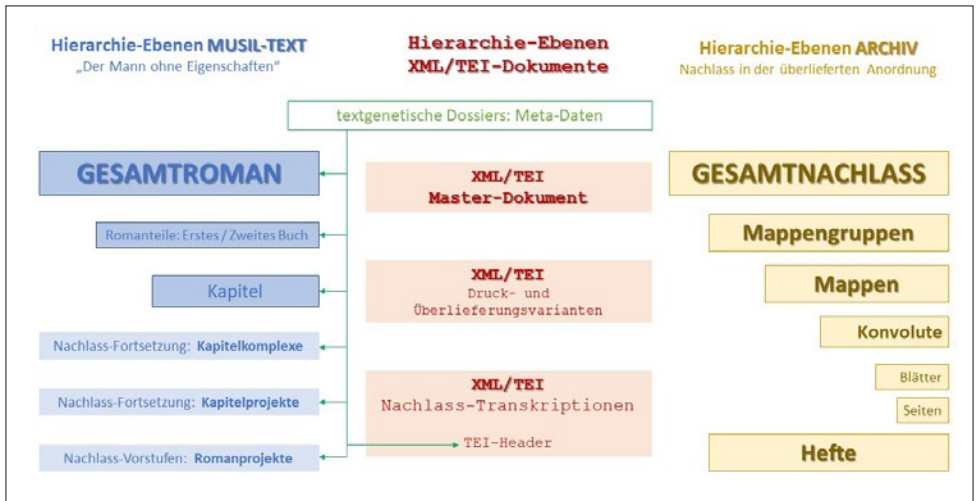 Hierarchie-Ebenen MUSIL-TEXT
„Der Mann ohne Eigenschaften“
Hierarchie-Ebenen
XML/TEI-Dokumente
Hierarchie-Ebenen ARCHIV
Nachlass in der überlieferten Anordnung
textgenetische Dossiers: Meta-Daten
GESAMTROMAN
Romanteile: Erstes / Zweites Buch
Kapitel
Nachlass-Fortsetzung: Kapitelkomplexe
Nachlass-Fortsetzung: Kapitelprojekte
Nachlass-Vorstufen: Romanprojekte
XML/TEI
Master-Dokument
XML/TEI
Druck- und
Überlieferungsvarianten
XML/TEI
Nachlass-Transkriptionen
TEI-Header
GESAMTNACHLASS
Mappengruppen
Mappen
Konvolute
Blätter
Seiten
Hefte